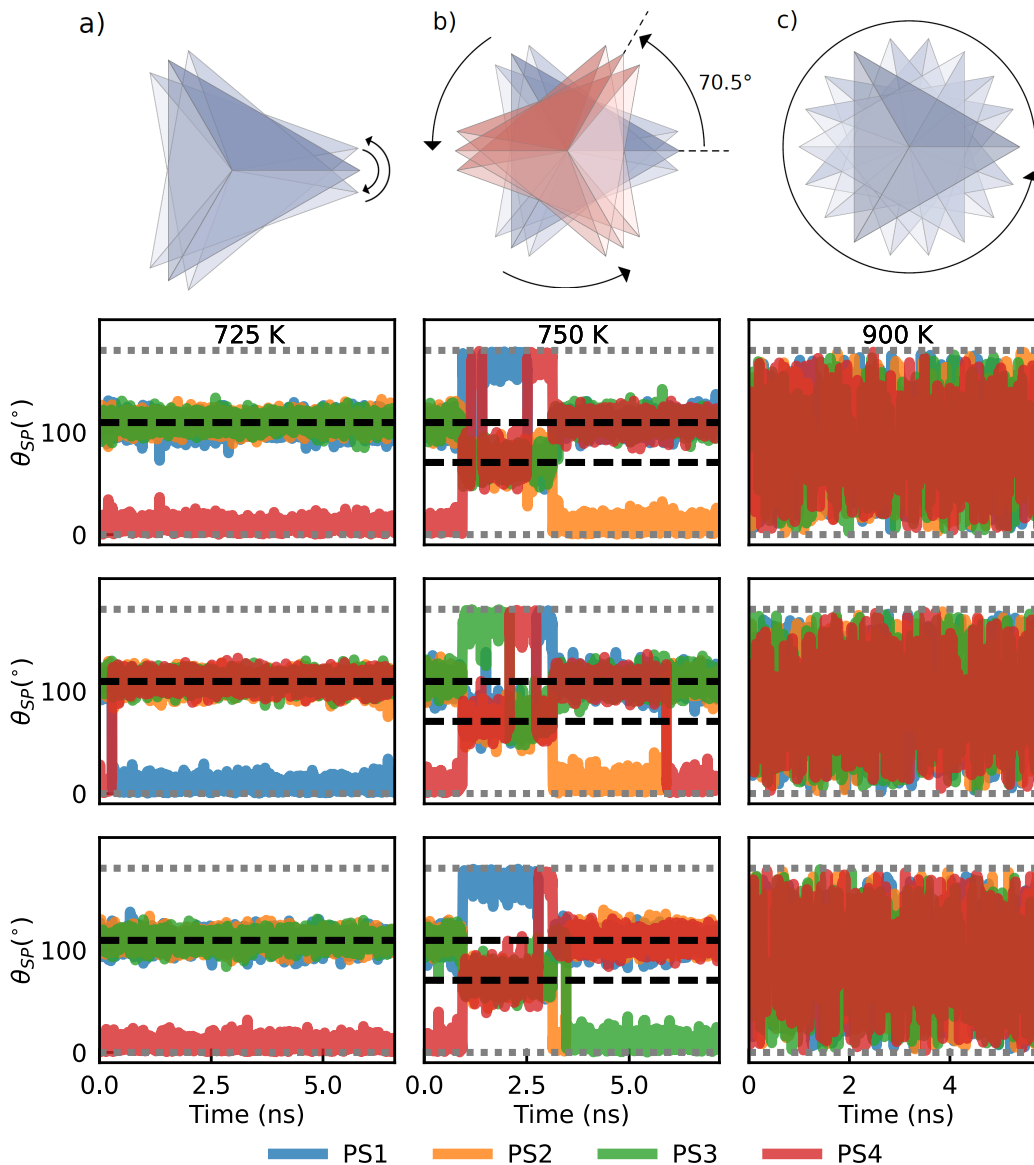 a) b) c)
70.5°
725 K 750 K 900 K
100
0
θSP(°)
100
0
θSP(°)
100
0
θSP(°)
0.0 2.5 5.0 0.0 2.5 5.0 0 2 4
Time (ns) Time (ns) Time (ns)
PS1 PS2 PS3 PS4